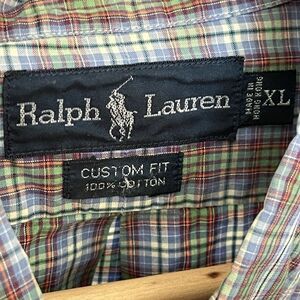 Ralph Lauren
MADE IN
HONG KONG
XL
CUSTOM FIT
100% COTTON